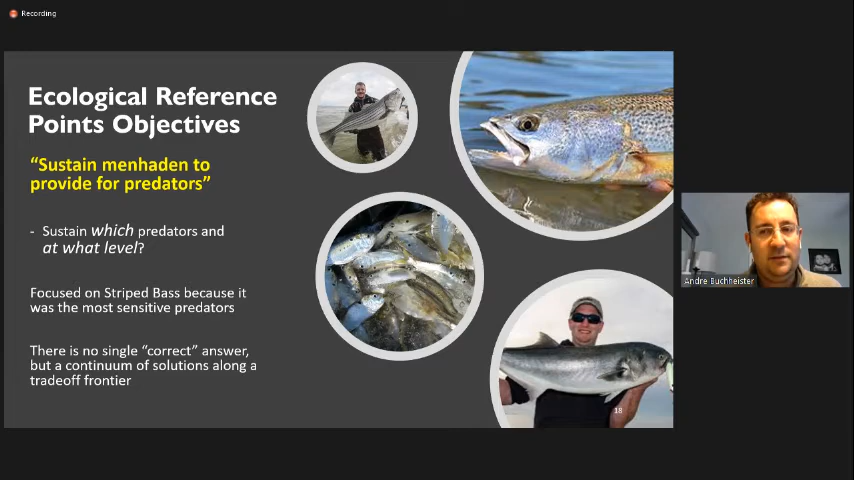 Recording
Ecological Reference
Points Objectives
“Sustain menhaden to
provide for predators”
- Sustain which predators and
at what level?
Focused on Striped Bass because it
was the most sensitive predators
There is no single “correct” answer,
but a continuum of solutions along a
tradeoff frontier
18
Andre Buchheister